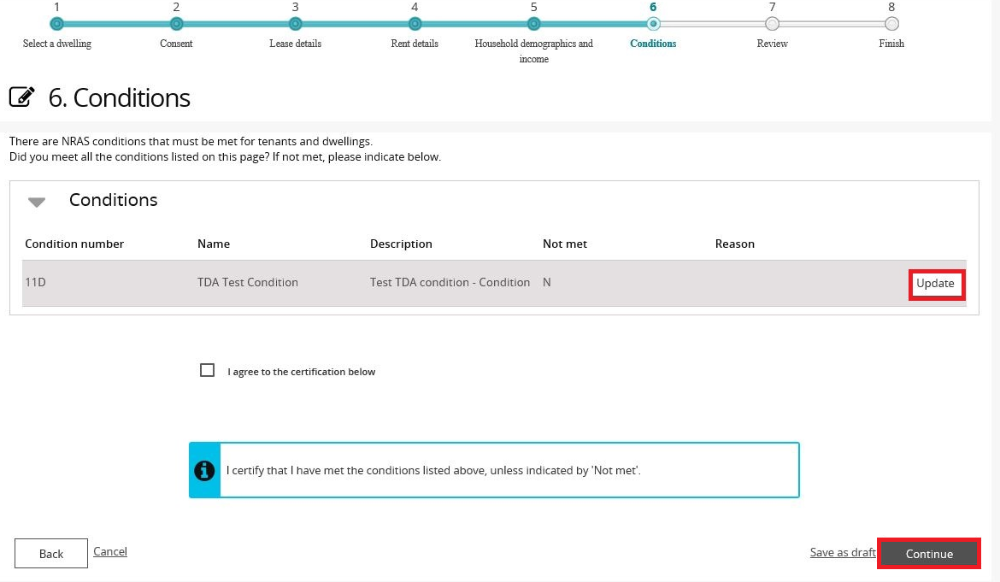 1 2 3 4 5 6 7 8
Select a dwelling Consent Lease details Rent details Household demographics and Conditions Review Finish
income
6. Conditions
There are NRAS conditions that must be met for tenants and dwellings.
Did you meet all the conditions listed on this page? If not met, please indicate below.
Conditions
Condition number Name Description Not met Reason
11D TDA Test Condition Test TDA condition - Condition N Update
I agree to the certification below
I certify that I have met the conditions listed above, unless indicated by 'Not met'.
Back Cancel Save as draft Continue